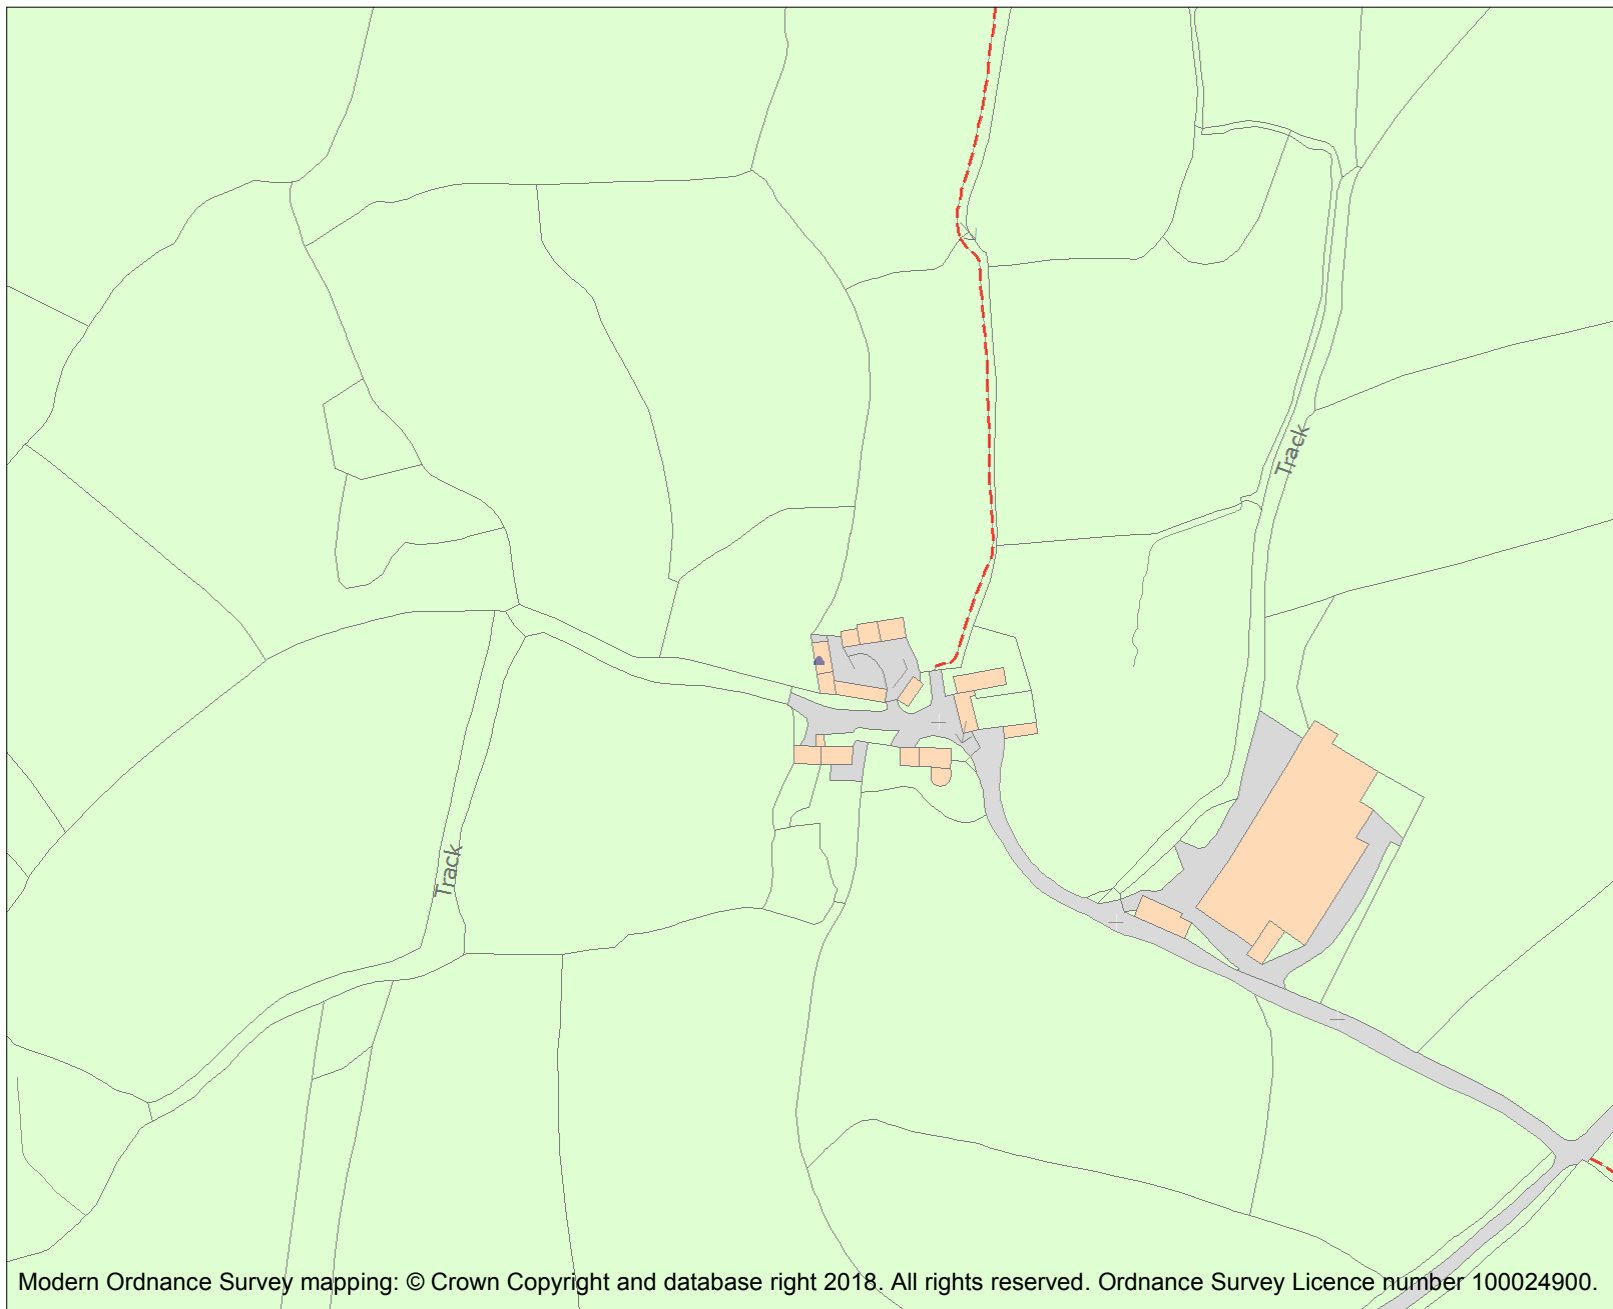 Track
Track
Modern Ordnance Survey mapping: © Crown Copyright and database right 2018. All rights reserved. Ordnance Survey Licence number 100024900.